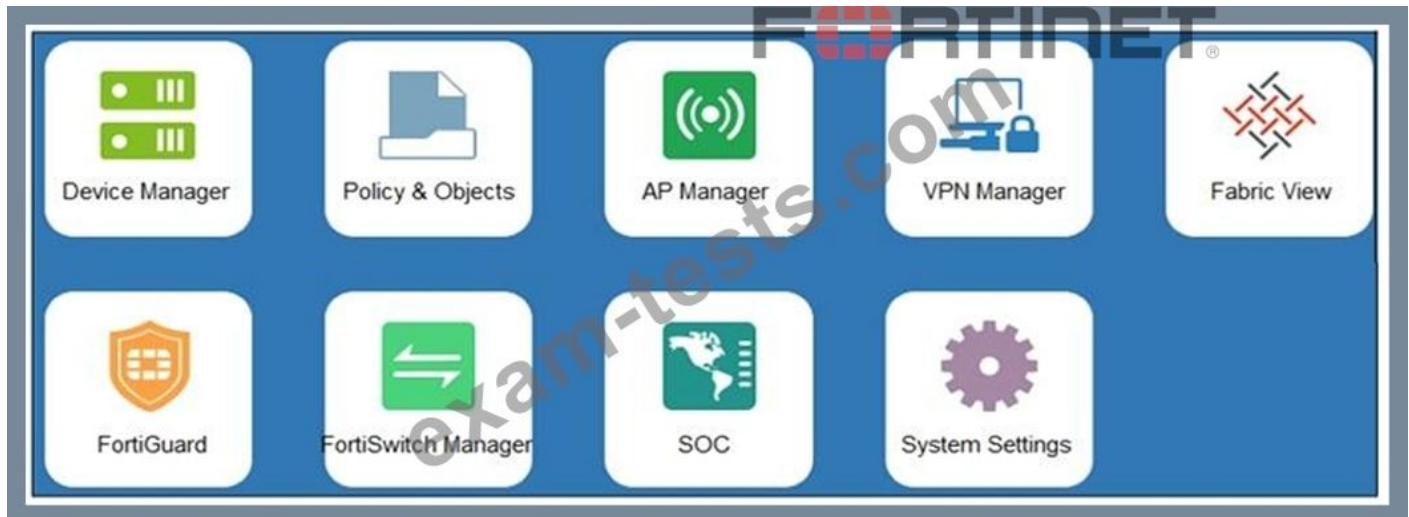 FORTINET®
Device Manager
Policy & Objects
AP Manager
VPN Manager
Fabric View
FortiGuard
FortiSwitch Manager
SOC
System Settings
exam-tests.com